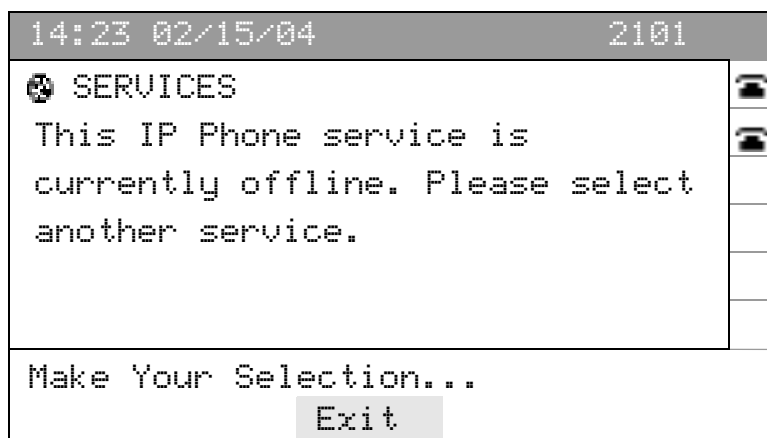 14:23 02/15/04 2101
SERVICES
This IP Phone service is
currently offline. Please select
another service.
Make Your Selection...
Exit